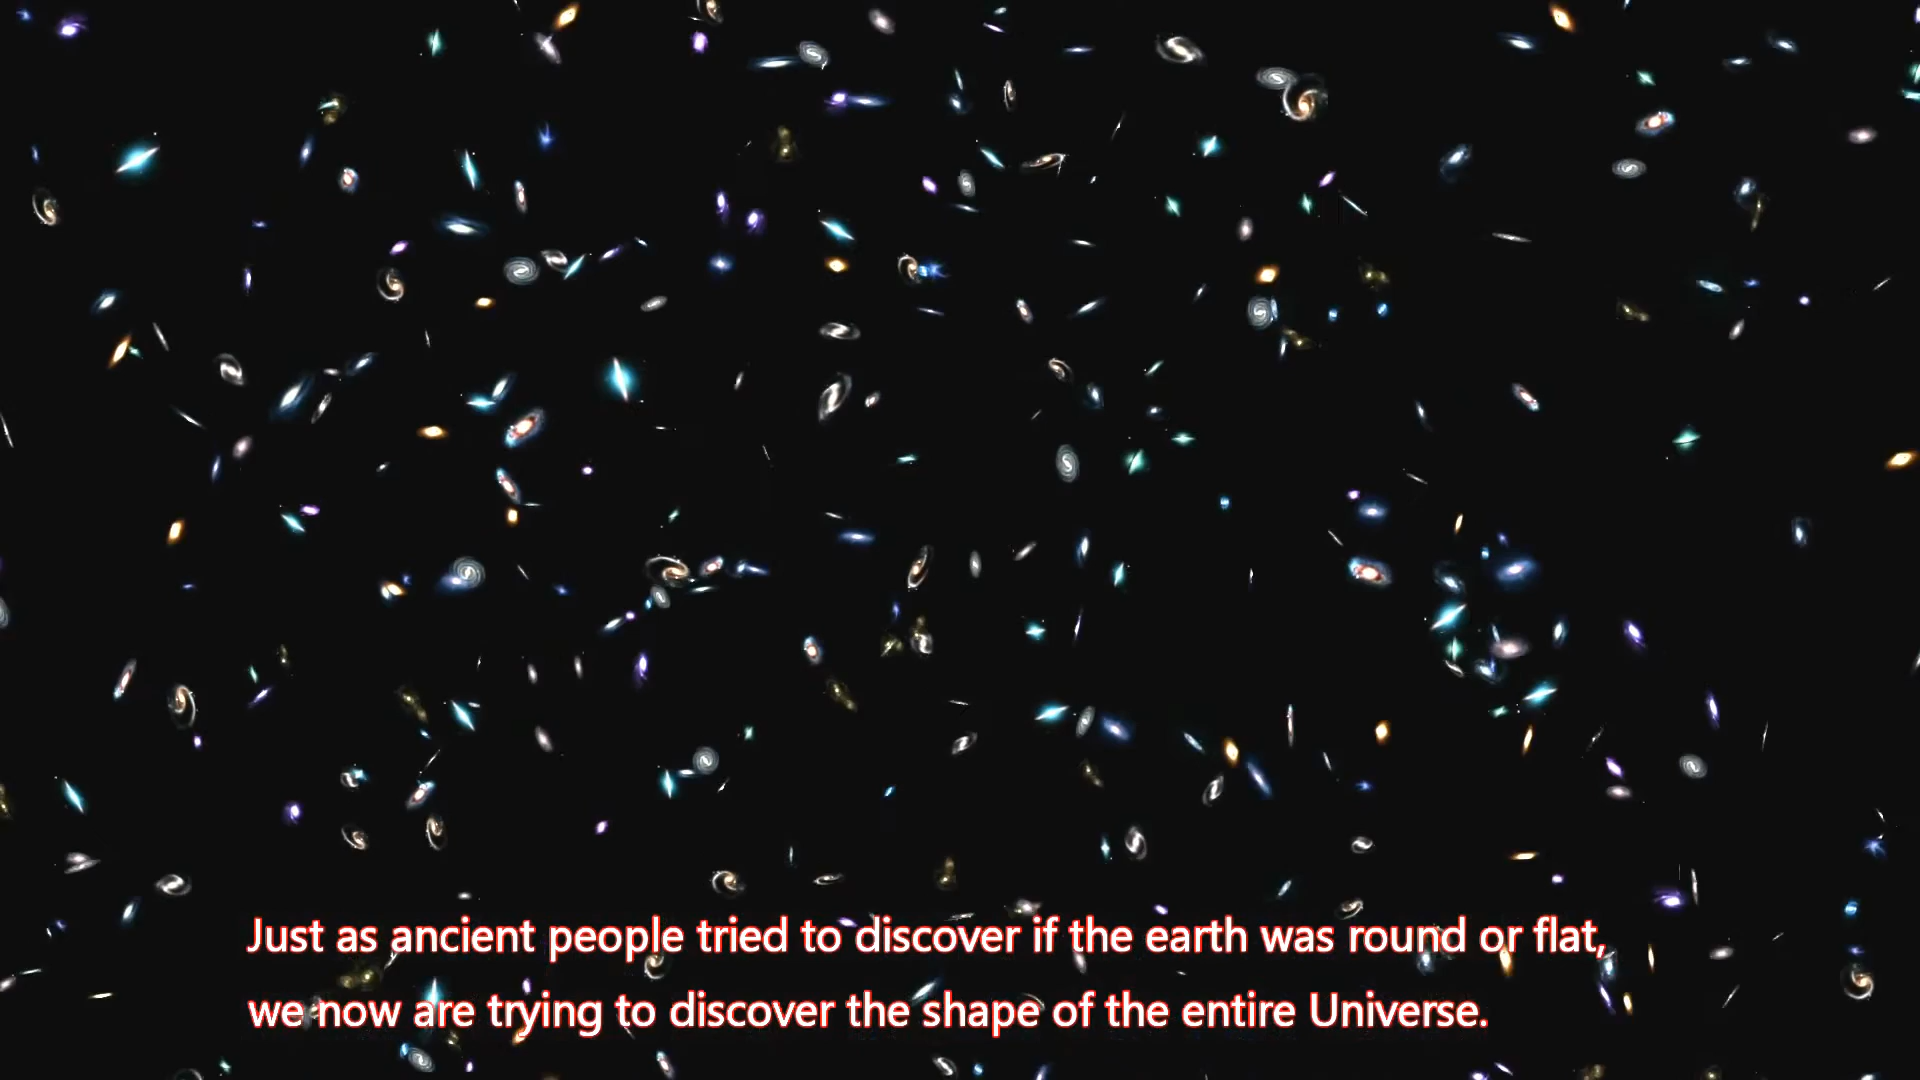 Just as ancient people tried to discover if the earth was round or flat,
we now are trying to discover the shape of the entire Universe.